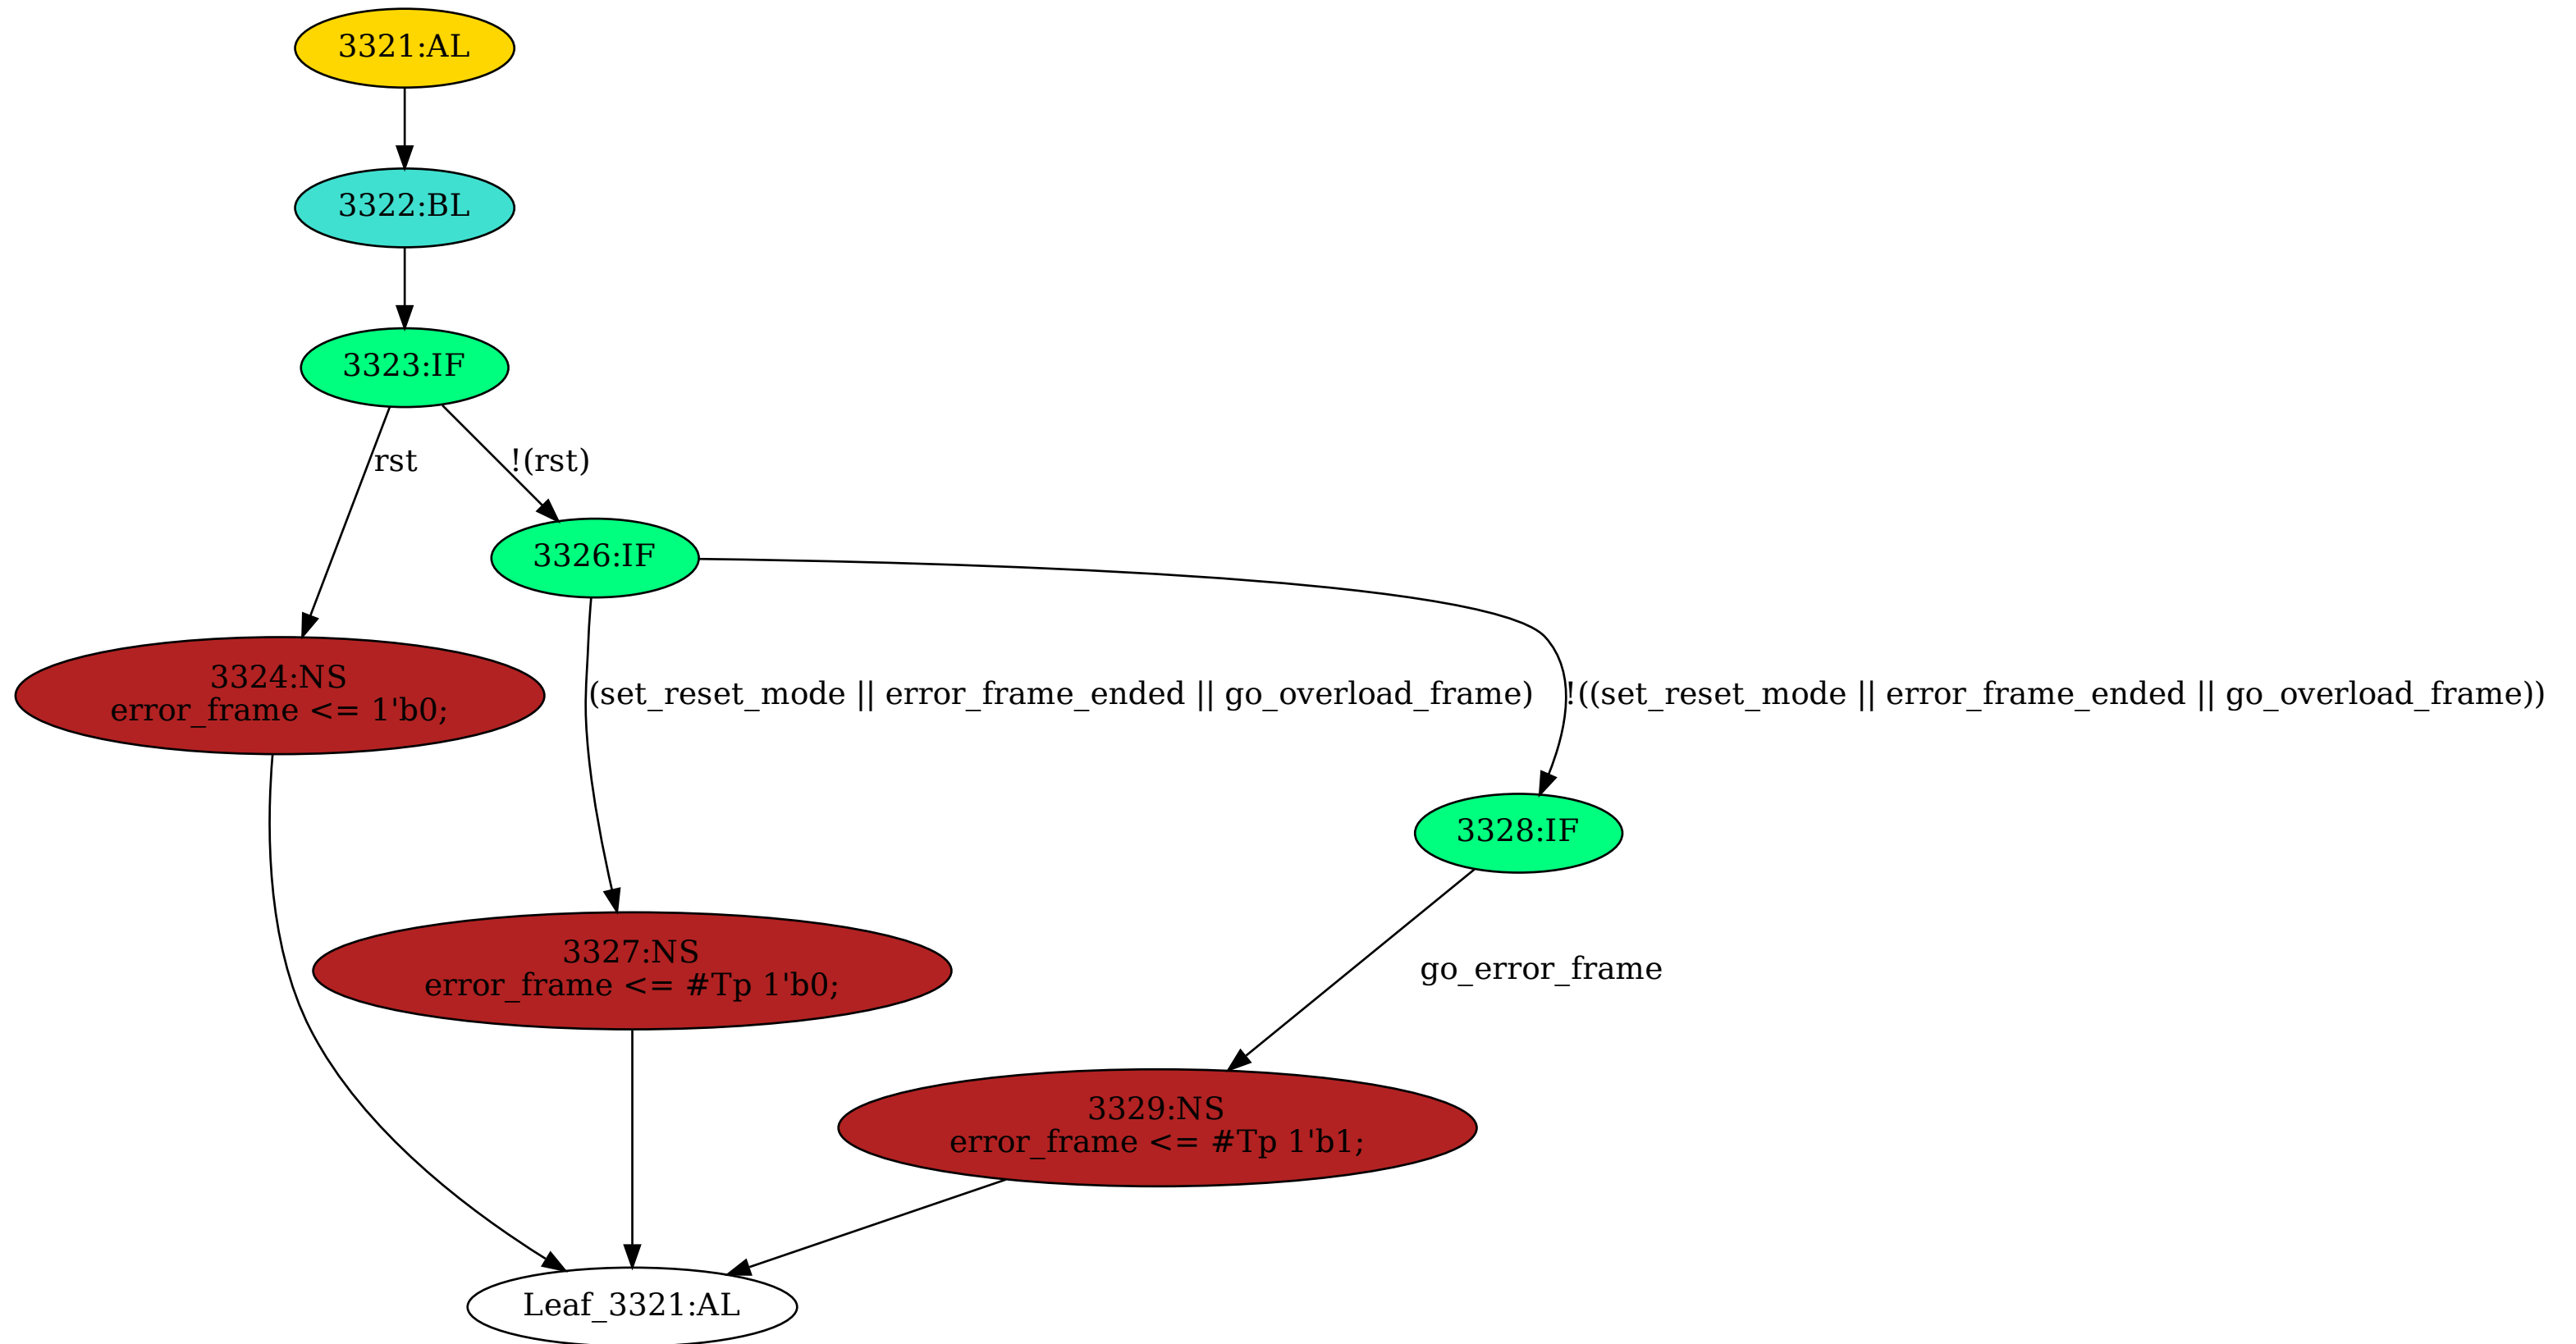 3321:AL
3322:BL
3323:IF
rst
!(rst)
3326:IF
3324:NS
error_frame <= 1'b0;
(set_reset_mode || error_frame_ended || go_overload_frame)
!((set_reset_mode || error_frame_ended || go_overload_frame))
3328:IF
3327:NS
error_frame <= #Tp 1'b0;
go_error_frame
3329:NS
error_frame <= #Tp 1'b1;
Leaf_3321:AL